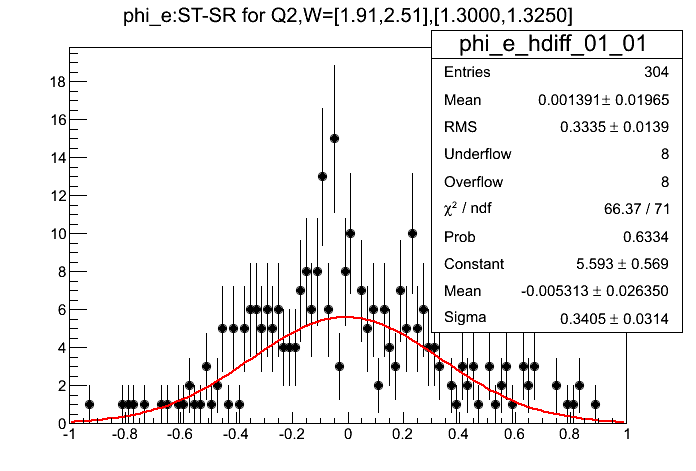 phi_e:ST-SR for Q2,W=[1.91,2.51],[1.3000,1.3250]
phi_e_hdiff_01_01
Entries 304
Mean 0.001391 ± 0.01965
RMS 0.3335 ± 0.0139
Underflow 8
Overflow 8
χ² / ndf 66.37 / 71
Prob 0.6334
Constant 5.593 ± 0.569
Mean -0.005313 ± 0.026350
Sigma 0.3405 ± 0.0314
18
16
14
12
10
8
6
4
2
0
-1 -0.8 -0.6 -0.4 -0.2 0 0.2 0.4 0.6 0.8 1